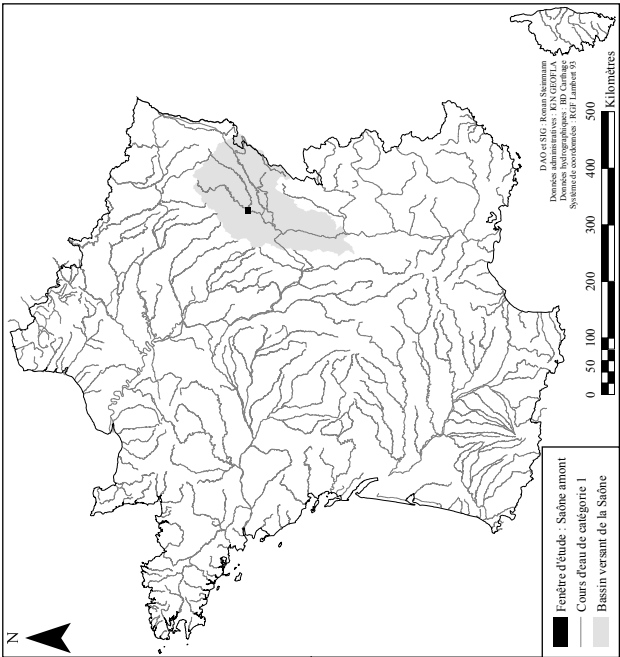 N
DAO et SIG : Ronan Steinmann
Données administratives : IGN GEOFLA
Données hydrographiques : BD Carthage
Système de coordonnées : RGF Lambert 93
0 50 100 200 300 400 500
Kilomètres
Fenêtre d'étude : Saône amont
Cours d'eau de catégorie 1
Bassin versant de la Saône